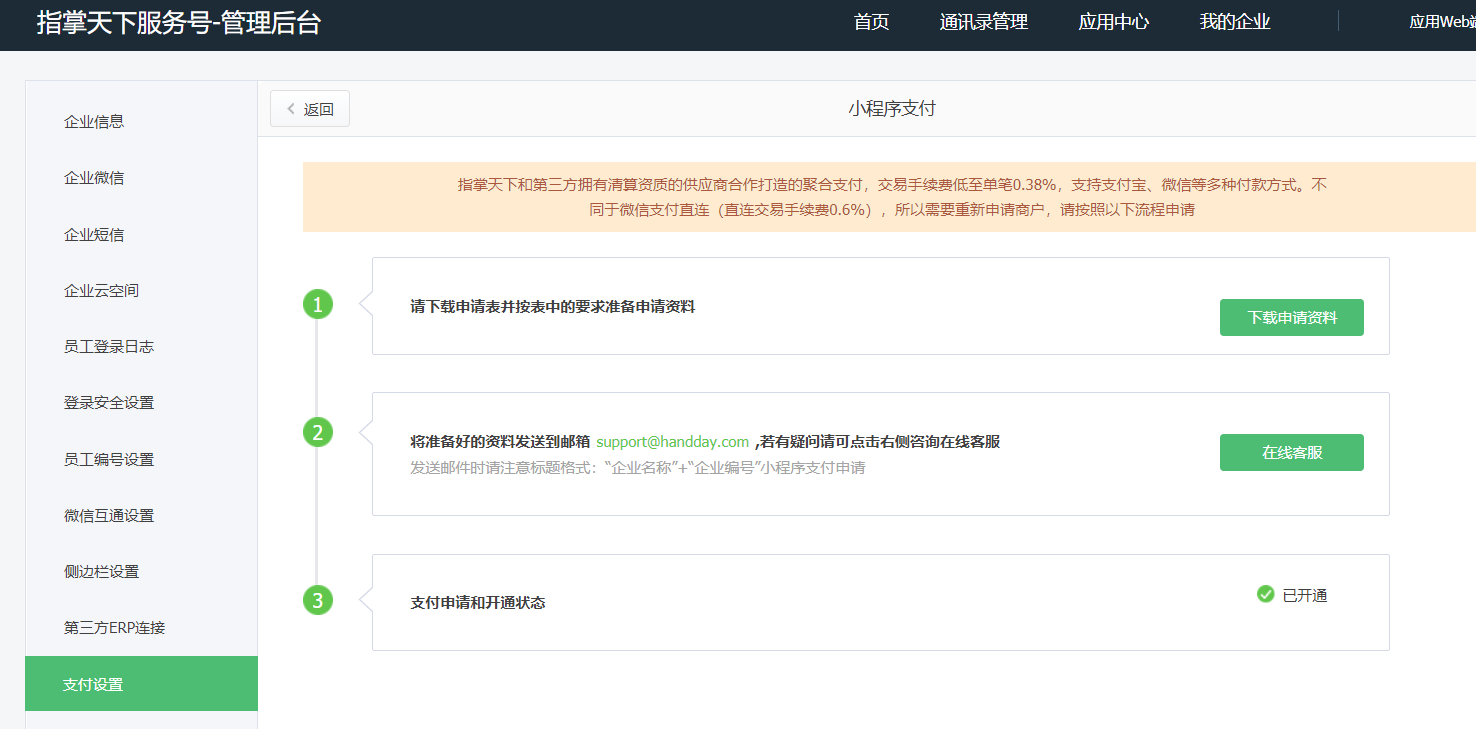 指掌天下服务号-管理后台
首页 通讯录管理 应用中心 我的企业 应用Web
返回
小程序支付
企业信息
企业微信
企业短信
企业云空间
员工登录日志
登录安全设置
员工编号设置
微信互通设置
侧边栏设置
第三方ERP连接
支付设置
指掌天下和第三方拥有清算资质的供应商合作打造的聚合支付，交易手续费低至单笔0.38%，支持支付宝、微信等多种付款方式。不
同于微信支付直连（直连交易手续费0.6%），所以需要重新申请商户，请按照以下流程申请
1
请下载申请表并按表中的要求准备申请资料
下载申请资料
2
将准备好的资料发送到邮箱 support@handday.com ,若有疑问请可点击右侧咨询在线客服
发送邮件时请注意标题格式：“企业名称”+“企业编号”小程序支付申请
在线客服
3
支付申请和开通状态
已开通